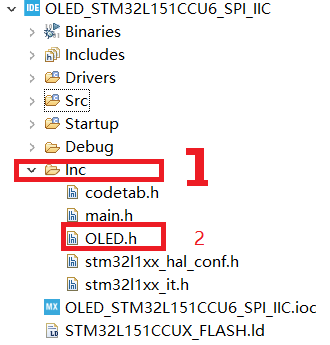 IDE OLED_STM32L151CCU6_SPI_IIC
Binaries
Includes
Drivers
Src
Startup
Debug
Inc 1
codetab.h
main.h
OLED.h 2
stm32l1xx_hal_conf.h
stm32l1xx_it.h
MX OLED_STM32L151CCU6_SPI_IIC.ioc
STM32L151CCUX_FLASH.ld